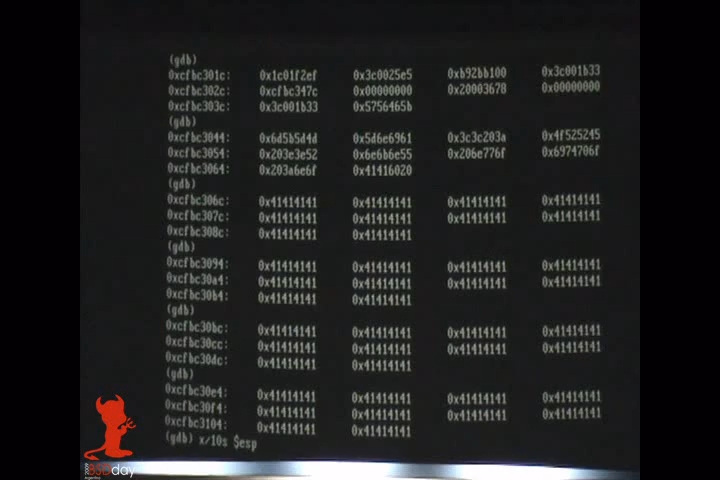 (gdb)
0xcfbc301c: 0x1c01f2ef 0x3c0025e5 0xb92bb100 0x3c001b33
0xcfbc302c: 0xcfbc347c 0x00000000 0x20003678 0x00000000
0xcfbc303c: 0x3c001b33 0x5756465b
(gdb)
0xcfbc3044: 0x6d5b5d4d 0x5d6e6961 0x3c3c203a 0x4f525245
0xcfbc3054: 0x203e3e52 0x6e6b6e55 0x206e776f 0x6974706f
0xcfbc3064: 0x203a6e6f 0x41416020
(gdb)
0xcfbc306c: 0x41414141 0x41414141 0x41414141 0x41414141
0xcfbc307c: 0x41414141 0x41414141 0x41414141 0x41414141
0xcfbc308c: 0x41414141 0x41414141
(gdb)
0xcfbc3094: 0x41414141 0x41414141 0x41414141 0x41414141
0xcfbc30a4: 0x41414141 0x41414141 0x41414141 0x41414141
0xcfbc30b4: 0x41414141 0x41414141
(gdb)
0xcfbc30bc: 0x41414141 0x41414141 0x41414141 0x41414141
0xcfbc30cc: 0x41414141 0x41414141 0x41414141 0x41414141
0xcfbc30dc: 0x41414141 0x41414141
(gdb)
0xcfbc30e4: 0x41414141 0x41414141 0x41414141 0x41414141
0xcfbc30f4: 0x41414141 0x41414141 0x41414141 0x41414141
0xcfbc3104: 0x41414141 0x41414141
(gdb) x/10s $esp
BSDday
Argentina